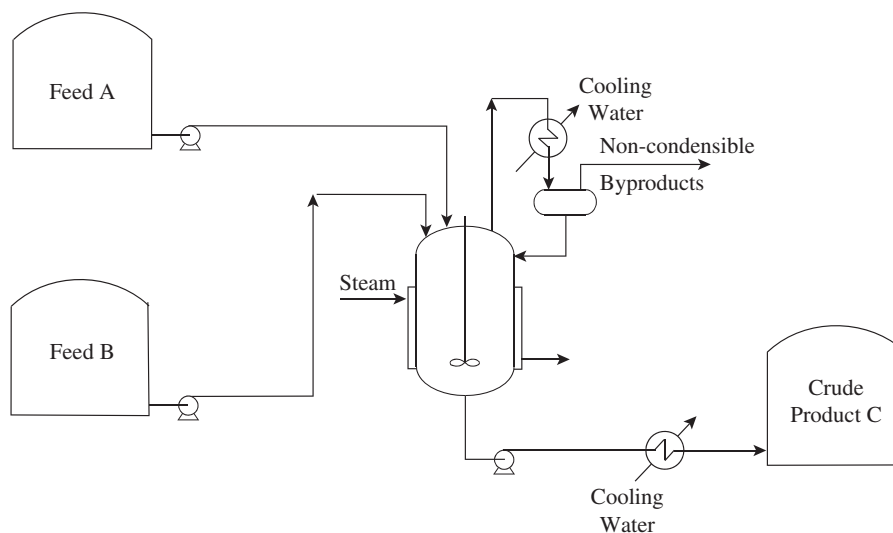 Feed A
Cooling
Water
Non-condensible
Byproducts
Steam
Feed B
Crude
Product C
Cooling
Water